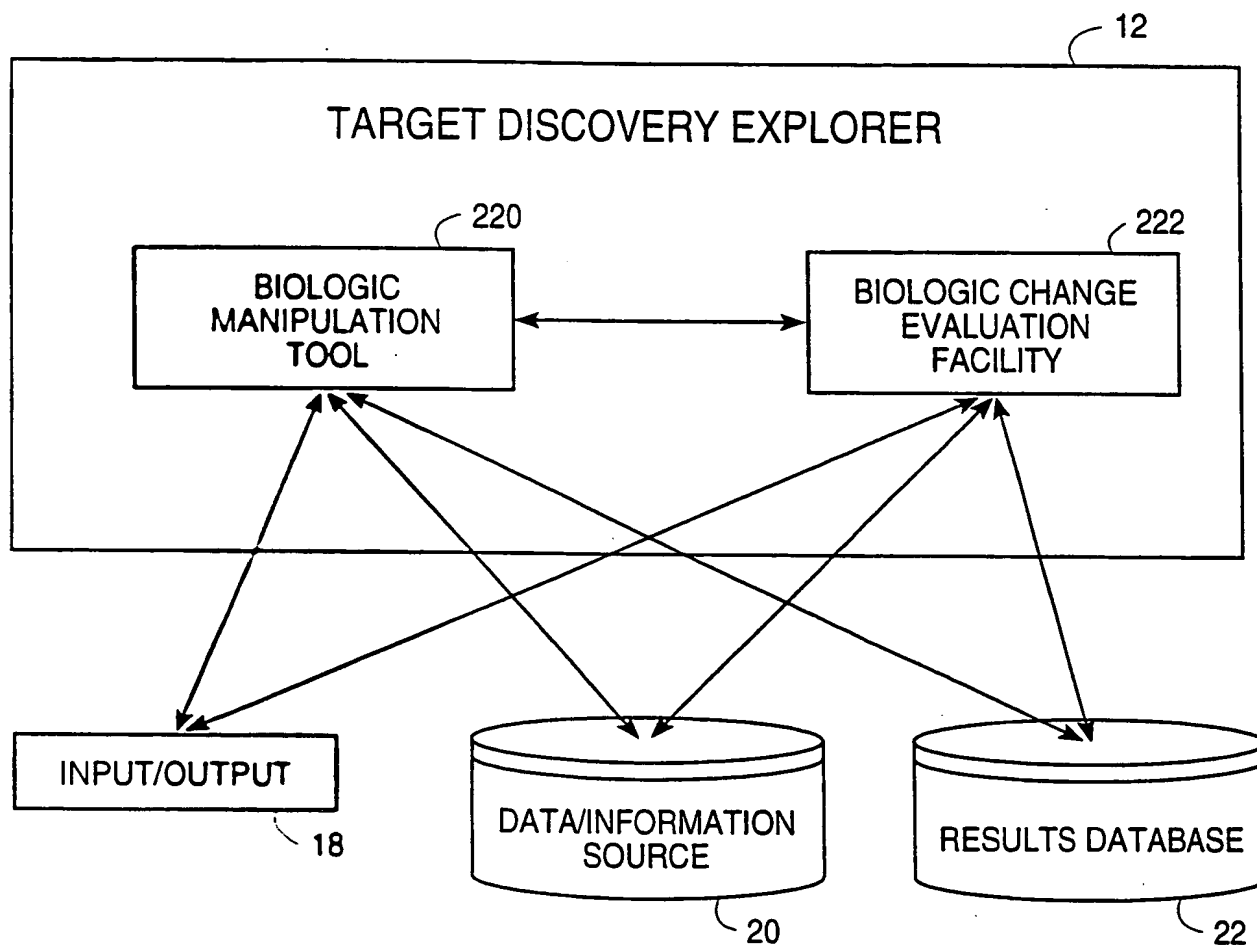 12
TARGET DISCOVERY EXPLORER
220
222
BIOLOGIC
MANIPULATION
TOOL
BIOLOGIC CHANGE
EVALUATION
FACILITY
INPUT/OUTPUT
18
DATA/INFORMATION
SOURCE
20
RESULTS DATABASE
22